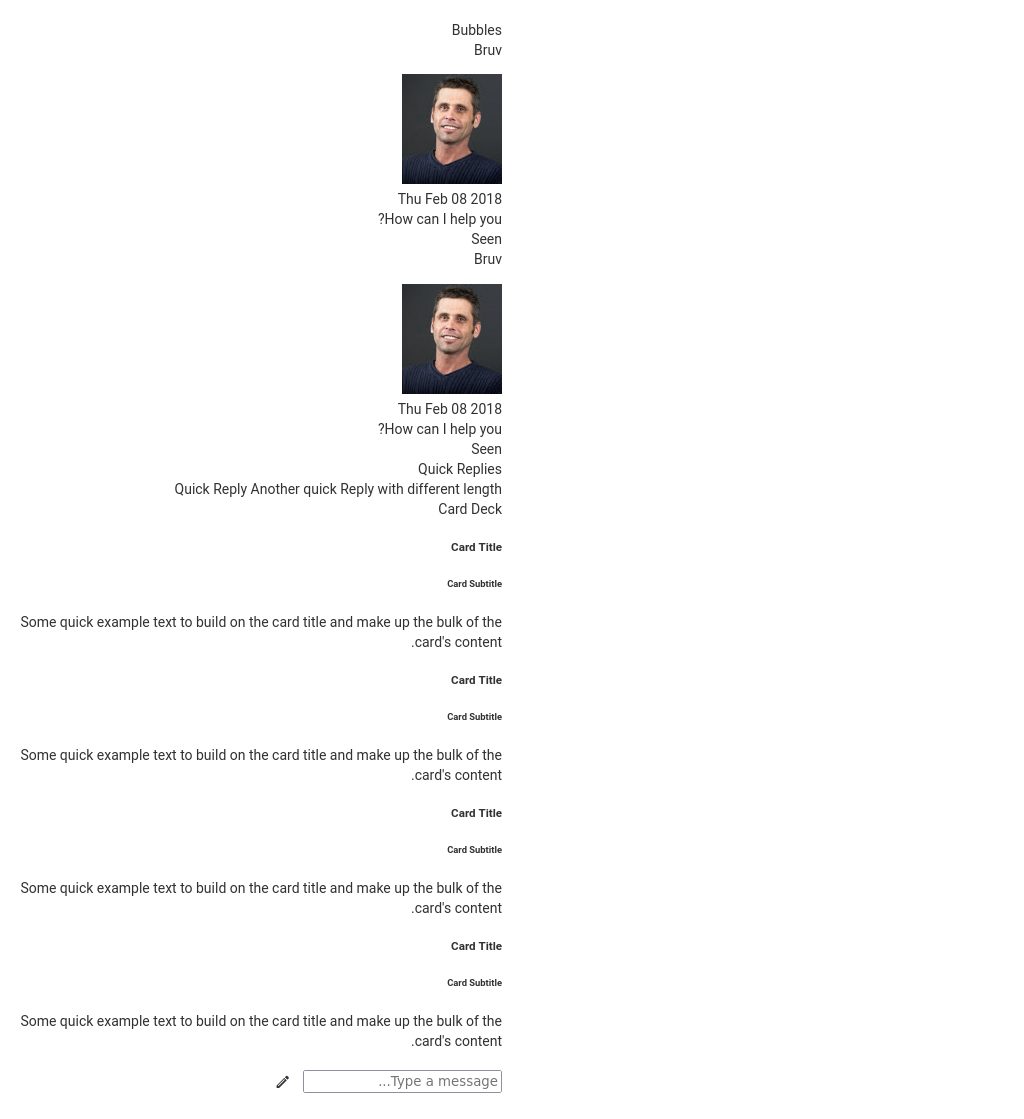 Bubbles
Bruv
Thu Feb 08 2018
?How can I help you
Seen
Bruv
Thu Feb 08 2018
?How can I help you
Seen
Quick Replies
Quick Reply Another quick Reply with different length
Card Deck
Card Title
Card Subtitle
Some quick example text to build on the card title and make up the bulk of the
.card's content
Card Title
Card Subtitle
Some quick example text to build on the card title and make up the bulk of the
.card's content
Card Title
Card Subtitle
Some quick example text to build on the card title and make up the bulk of the
.card's content
Card Title
Card Subtitle
Some quick example text to build on the card title and make up the bulk of the
.card's content
...Type a message